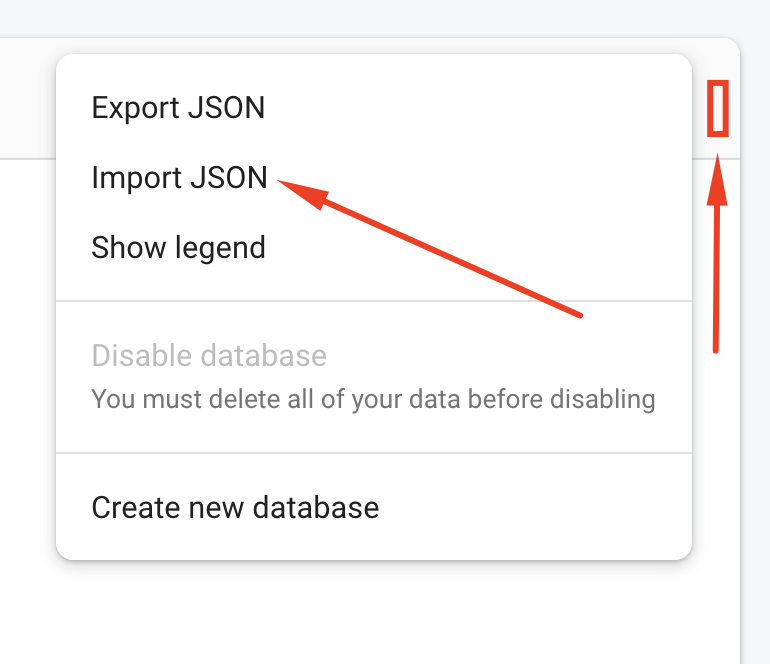 Export JSON
Import JSON
Show legend
Disable database
You must delete all of your data before disabling
Create new database